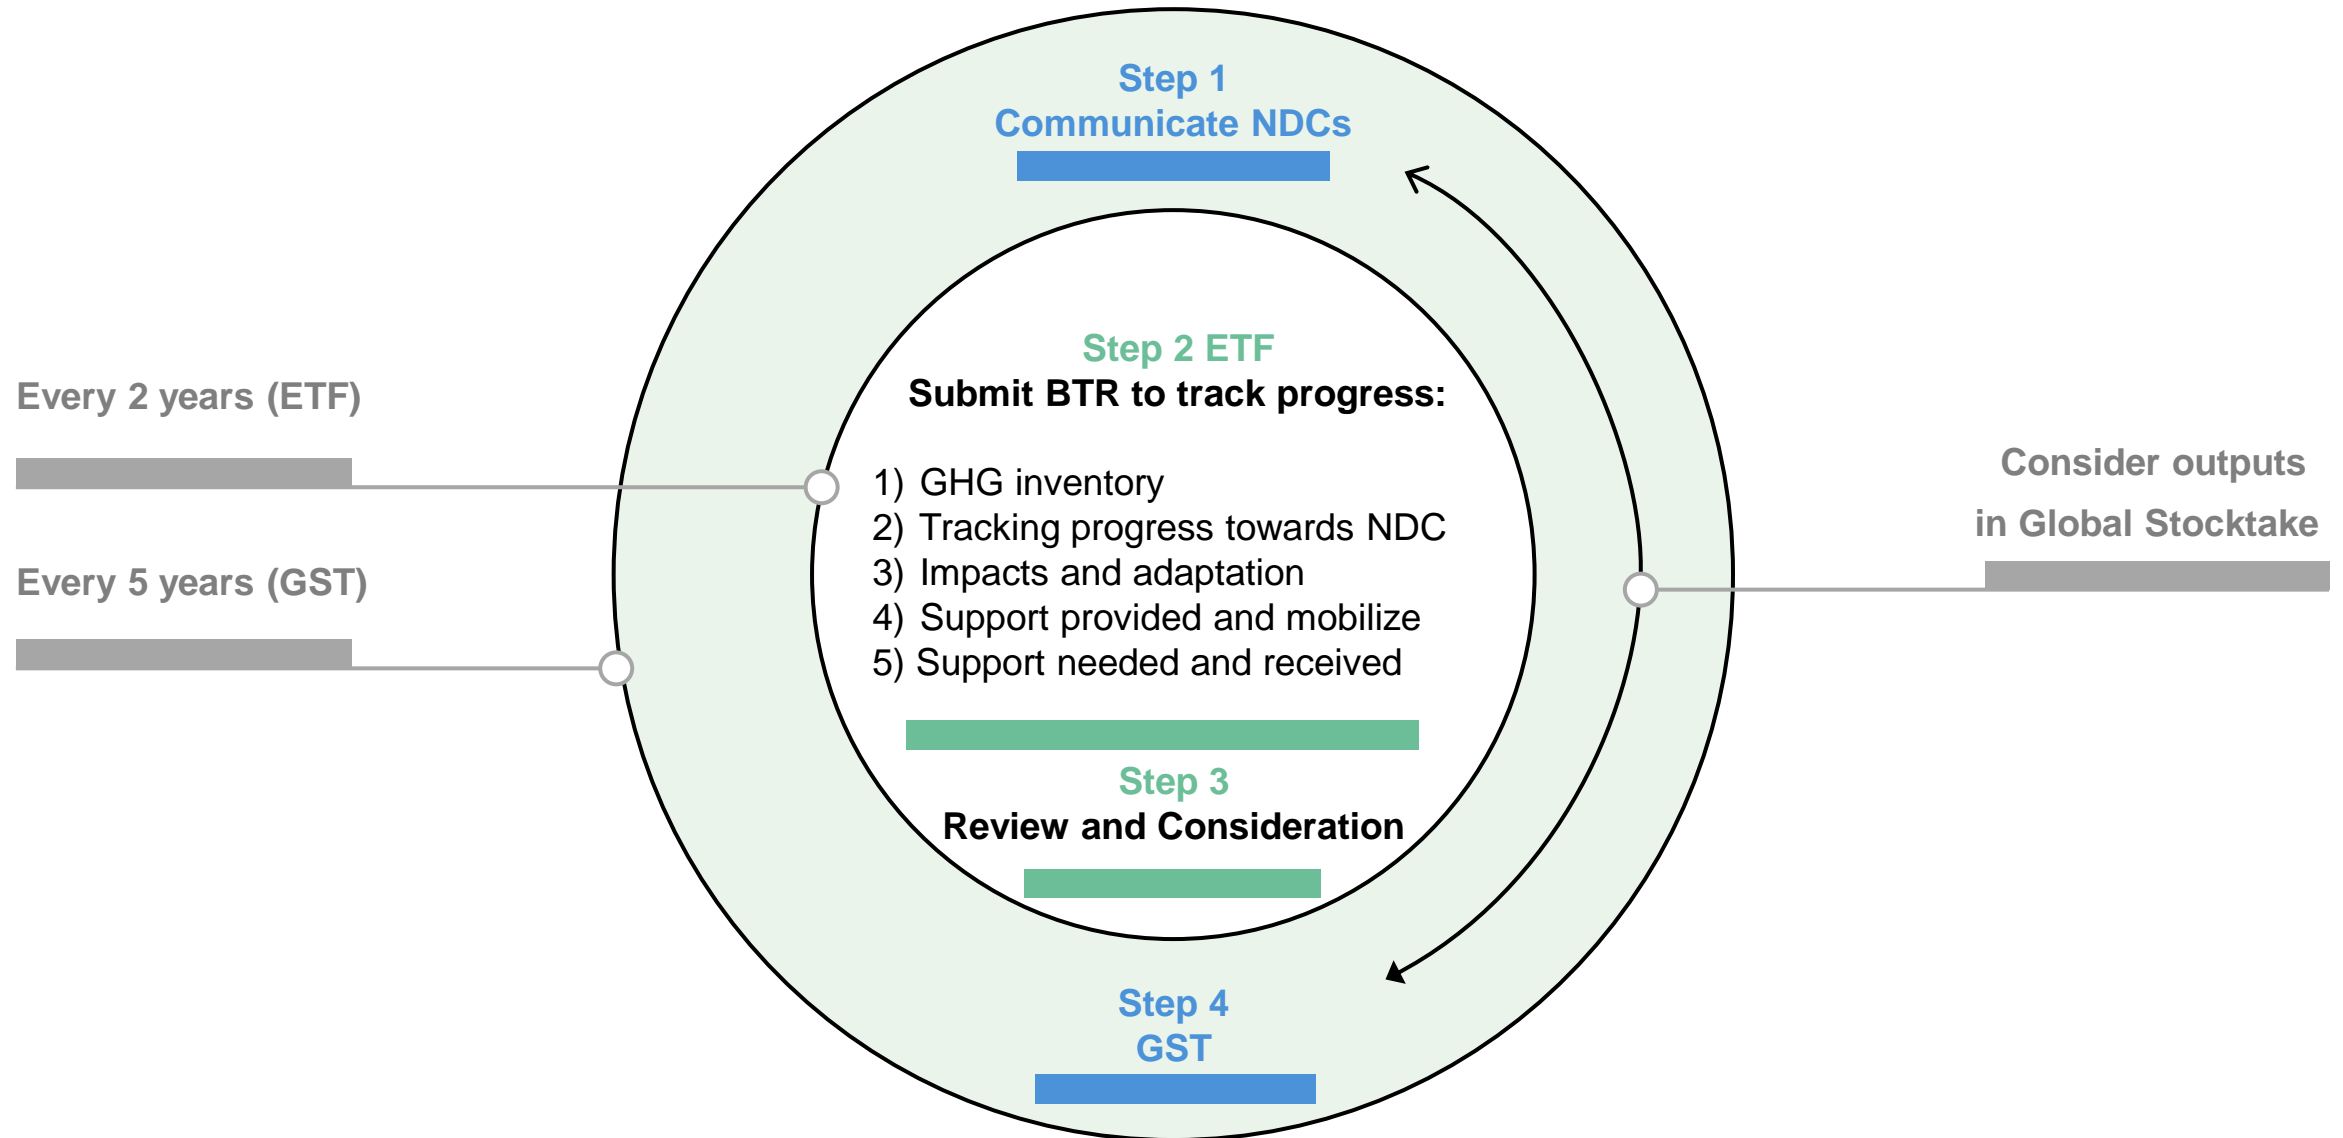 Step 1
Communicate NDCs
Step 2 ETF
Submit BTR to track progress:
1) GHG inventory
2) Tracking progress towards NDC
3) Impacts and adaptation
4) Support provided and mobilize
5) Support needed and received
Step 3
Review and Consideration
Step 4
GST
Every 2 years (ETF)
Every 5 years (GST)
Consider outputs
in Global Stocktake